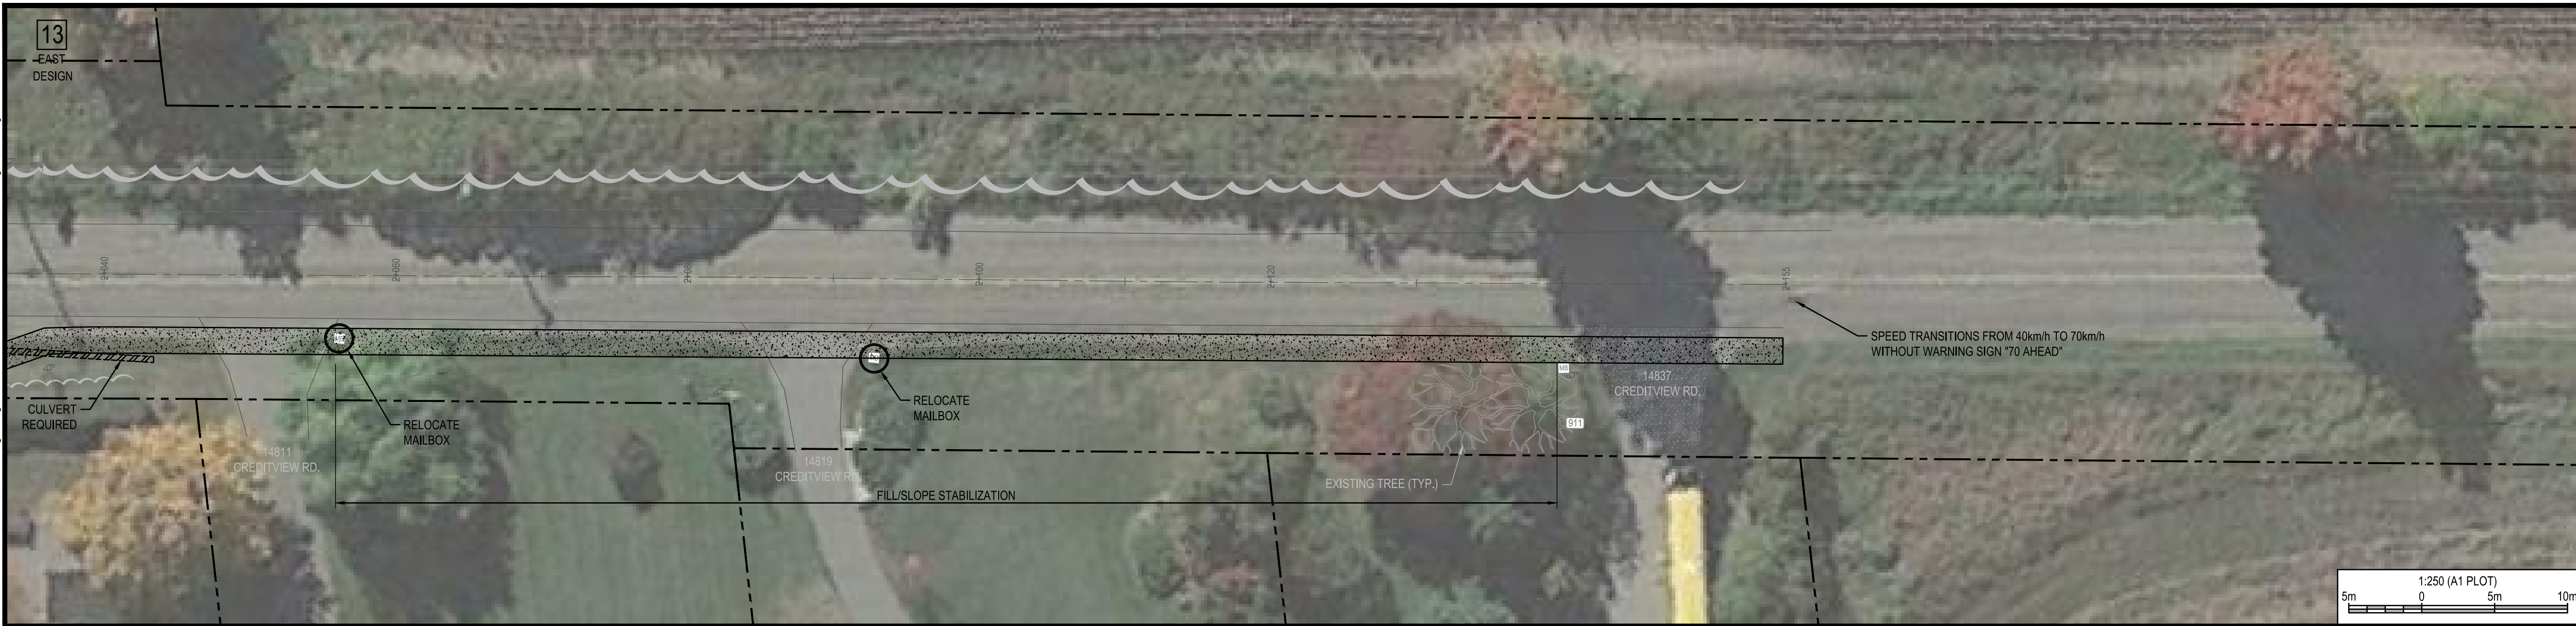 13
EAST
DESIGN
2+040
2+060
2+080
2+100
2+120
2+155
SPEED TRANSITIONS FROM 40km/h TO 70km/h
WITHOUT WARNING SIGN "70 AHEAD"
CULVERT
REQUIRED
RELOCATE
MAILBOX
RELOCATE
MAILBOX
MB
911
14837
CREDITVIEW RD.
14811
CREDITVIEW RD.
14819
CREDITVIEW RD.
EXISTING TREE (TYP.)
FILL/SLOPE STABILIZATION
1:250 (A1 PLOT)
5m 0 5m 10m